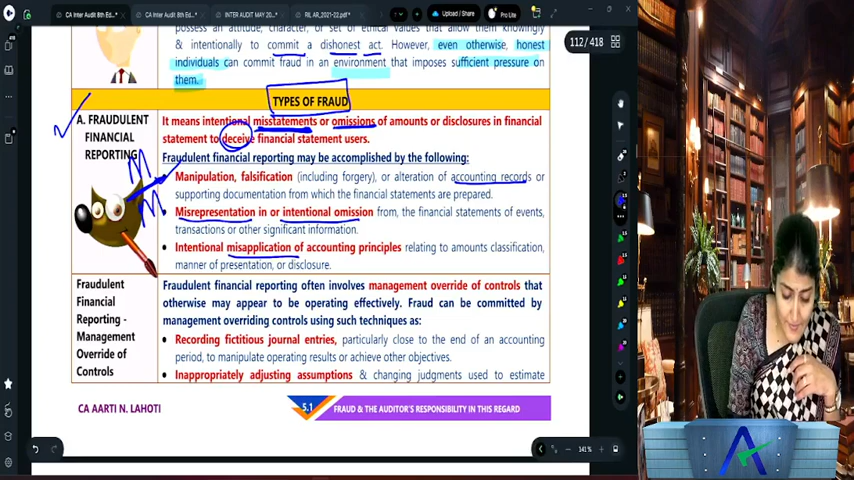 CA Inter Audit 8th Ed...
CA Inter Audit 8th Ed...
INTER AUDIT MAY 20...
RIL AR_2021-22.pdf
Upload / Share
Pro Lite
112 / 418
possess an attitude, character, or set of ethical values that allow them knowingly
& intentionally to commit a dishonest act. However, even otherwise, honest
individuals can commit fraud in an environment that imposes sufficient pressure on
them.
TYPES OF FRAUD
A. FRAUDULENT
FINANCIAL
REPORTING
It means intentional misstatements or omissions of amounts or disclosures in financial
statement to deceive financial statement users.
Fraudulent financial reporting may be accomplished by the following:
• Manipulation, falsification (including forgery), or alteration of accounting records or
supporting documentation from which the financial statements are prepared.
• Misrepresentation in or intentional omission from, the financial statements of events,
transactions or other significant information.
• Intentional misapplication of accounting principles relating to amounts classification,
manner of presentation, or disclosure.
M
M
Fraudulent
Financial
Reporting -
Management
Override of
Controls
Fraudulent financial reporting often involves management override of controls that
otherwise may appear to be operating effectively. Fraud can be committed by
management overriding controls using such techniques as:
• Recording fictitious journal entries, particularly close to the end of an accounting
period, to manipulate operating results or achieve other objectives.
• Inappropriately adjusting assumptions & changing judgments used to estimate
CA AARTI N. LAHOTI
5.1
FRAUD & THE AUDITOR'S RESPONSIBILITY IN THIS REGARD
141 %